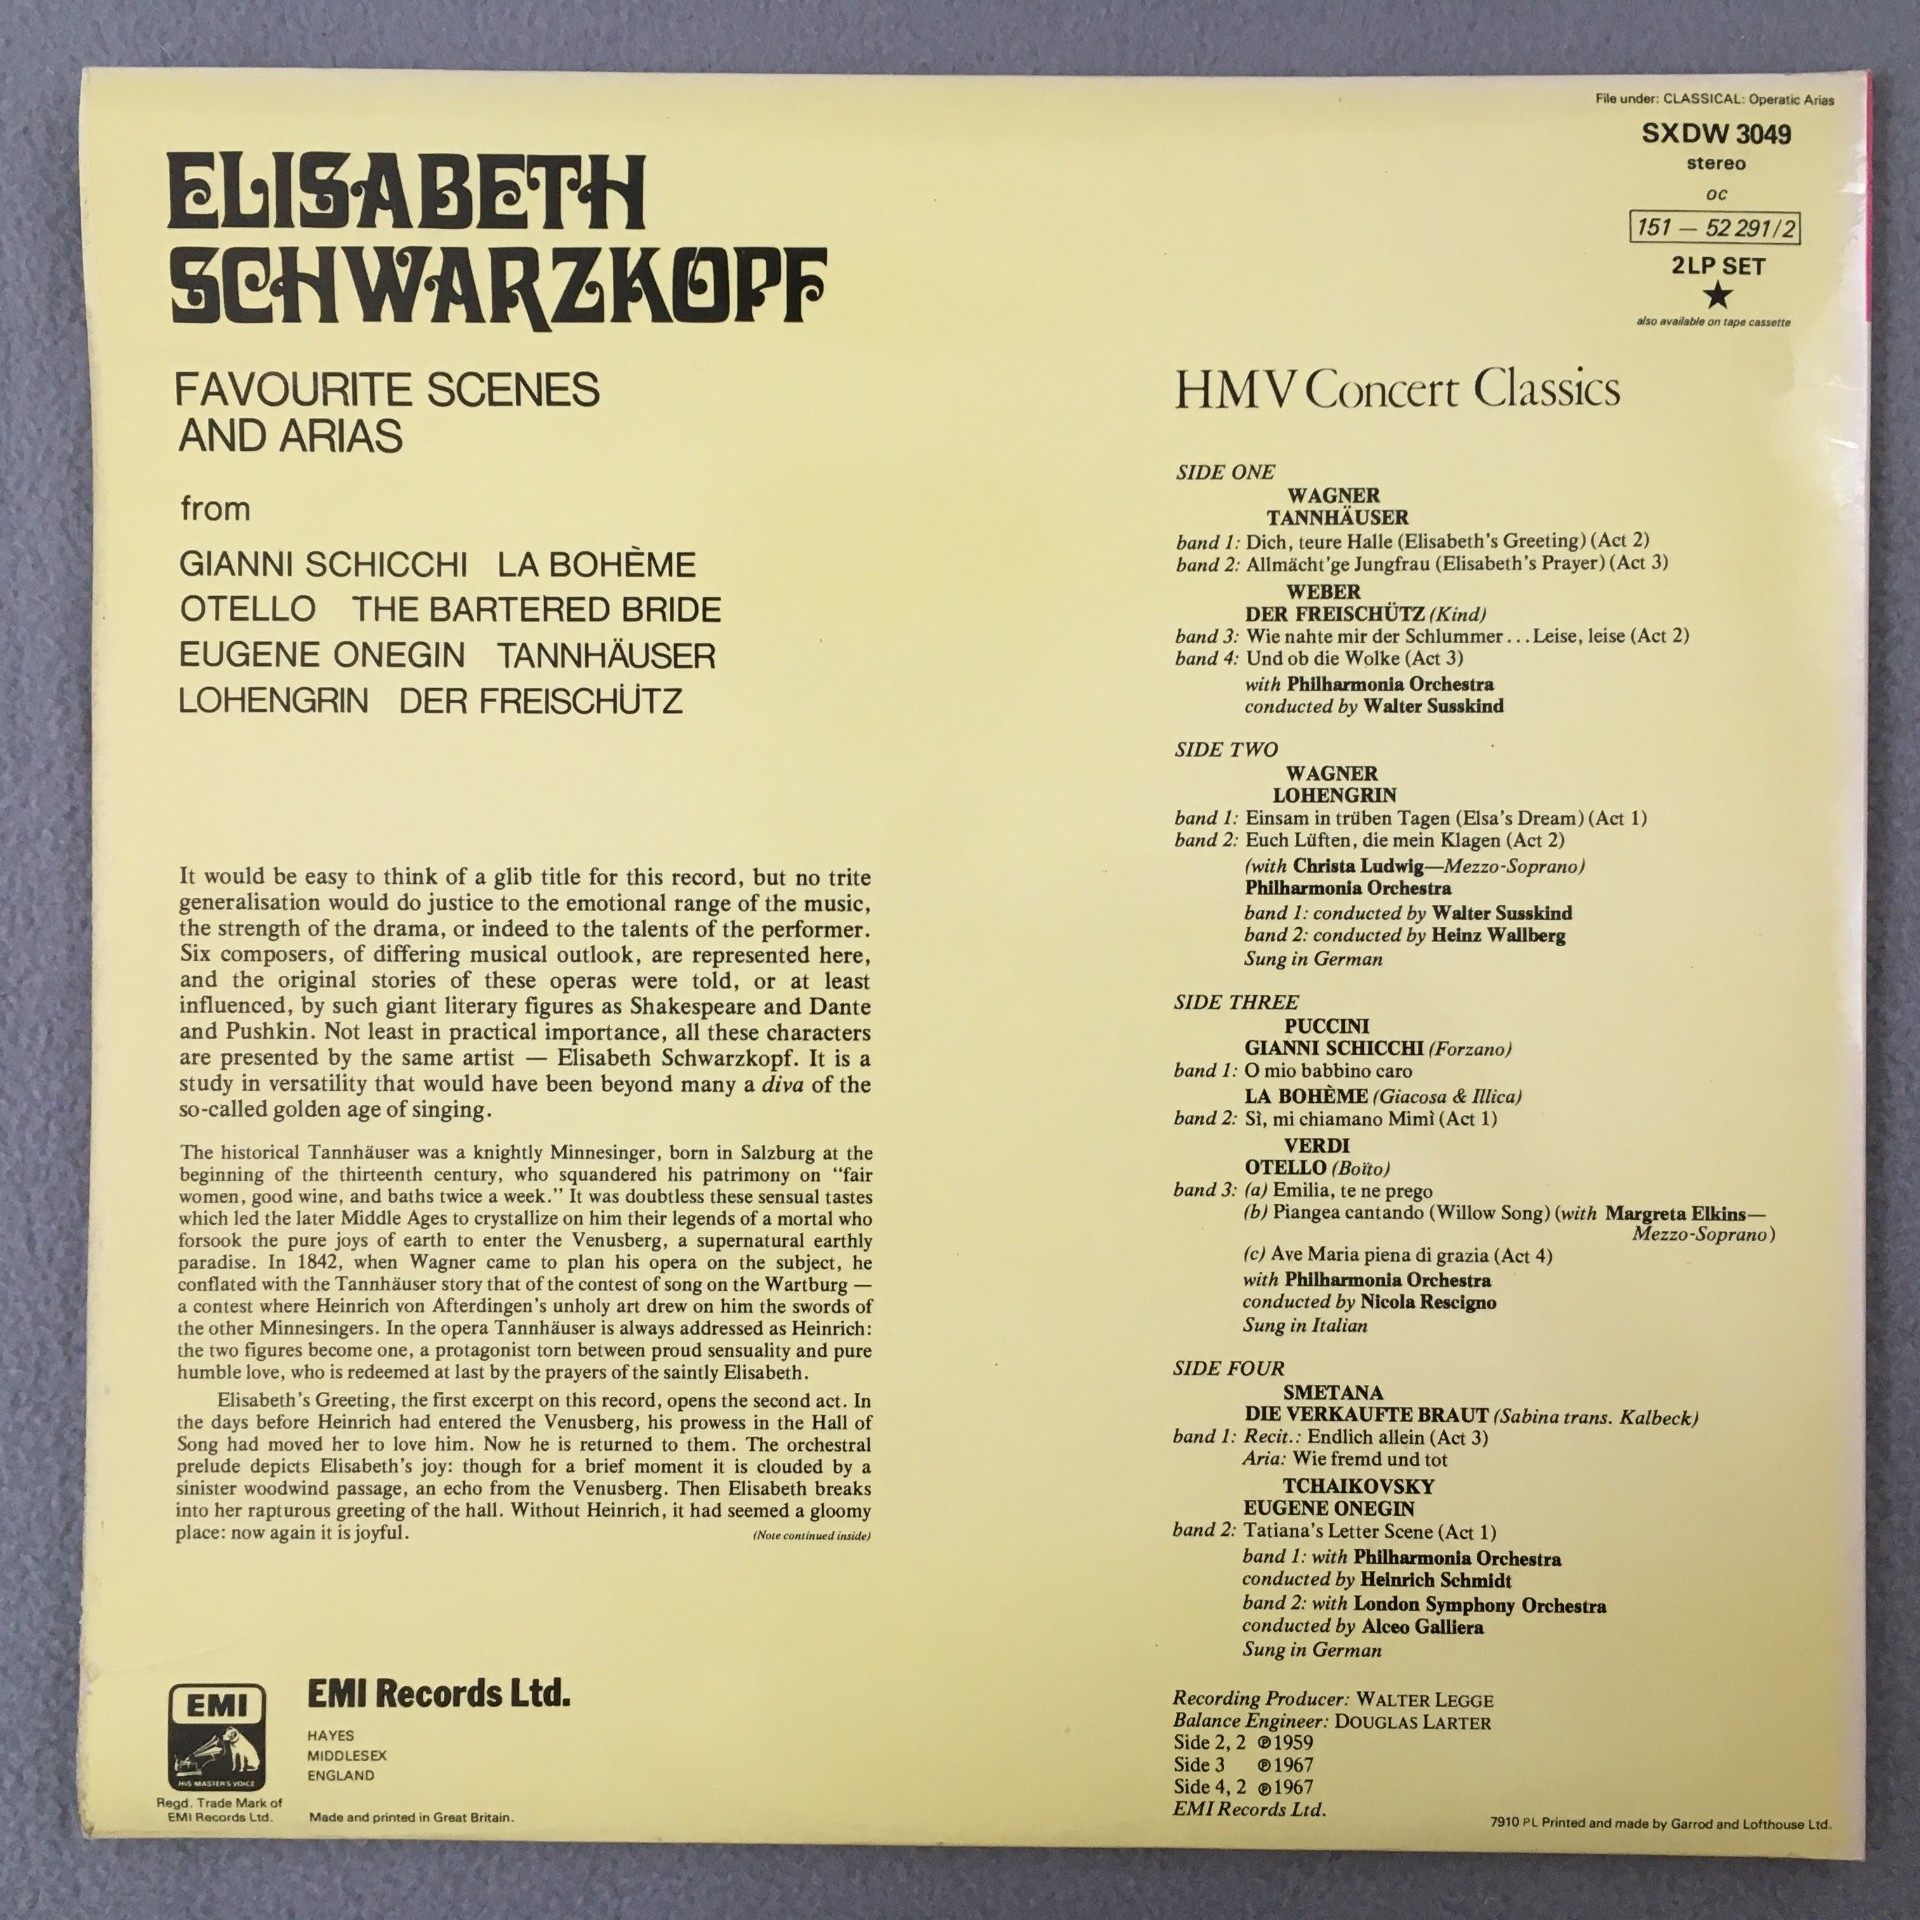 File under: CLASSICAL: Operatic Arias
SXDW 3049
stereo
oc
151 – 52 291/2
2 LP SET
★
also available on tape cassette
ELISABETH
SCHWARZKOPF
FAVOURITE SCENES
AND ARIAS
from
GIANNI SCHICCHI LA BOHÈME
OTELLO THE BARTERED BRIDE
EUGENE ONEGIN TANNHÄUSER
LOHENGRIN DER FREISCHÜTZ
It would be easy to think of a glib title for this record, but no trite
generalisation would do justice to the emotional range of the music,
the strength of the drama, or indeed to the talents of the performer.
Six composers, of differing musical outlook, are represented here,
and the original stories of these operas were told, or at least
influenced, by such giant literary figures as Shakespeare and Dante
and Pushkin. Not least in practical importance, all these characters
are presented by the same artist — Elisabeth Schwarzkopf. It is a
study in versatility that would have been beyond many a diva of the
so-called golden age of singing.
The historical Tannhäuser was a knightly Minnesinger, born in Salzburg at the
beginning of the thirteenth century, who squandered his patrimony on “fair
women, good wine, and baths twice a week.” It was doubtless these sensual tastes
which led the later Middle Ages to crystallize on him their legends of a mortal who
forsook the pure joys of earth to enter the Venusberg, a supernatural earthly
paradise. In 1842, when Wagner came to plan his opera on the subject, he
conflated with the Tannhäuser story that of the contest of song on the Wartburg —
a contest where Heinrich von Afterdingen’s unholy art drew on him the swords of
the other Minnesingers. In the opera Tannhäuser is always addressed as Heinrich:
the two figures become one, a protagonist torn between proud sensuality and pure
humble love, who is redeemed at last by the prayers of the saintly Elisabeth.
Elisabeth’s Greeting, the first excerpt on this record, opens the second act. In
the days before Heinrich had entered the Venusberg, his prowess in the Hall of
Song had moved her to love him. Now he is returned to them. The orchestral
prelude depicts Elisabeth’s joy: though for a brief moment it is clouded by a
sinister woodwind passage, an echo from the Venusberg. Then Elisabeth breaks
into her rapturous greeting of the hall. Without Heinrich, it had seemed a gloomy
place: now again it is joyful. (Note continued inside)
HMV Concert Classics
SIDE ONE
WAGNER
TANNHÄUSER
band 1: Dich, teure Halle (Elisabeth’s Greeting) (Act 2)
band 2: Allmächt’ge Jungfrau (Elisabeth’s Prayer) (Act 3)
WEBER
DER FREISCHÜTZ (Kind)
band 3: Wie nahte mir der Schlummer . . . Leise, leise (Act 2)
band 4: Und ob die Wolke (Act 3)
with Philharmonia Orchestra
conducted by Walter Susskind
SIDE TWO
WAGNER
LOHENGRIN
band 1: Einsam in trüben Tagen (Elsa’s Dream) (Act 1)
band 2: Euch Lüften, die mein Klagen (Act 2)
(with Christa Ludwig—Mezzo-Soprano)
Philharmonia Orchestra
band 1: conducted by Walter Susskind
band 2: conducted by Heinz Wallberg
Sung in German
SIDE THREE
PUCCINI
GIANNI SCHICCHI (Forzano)
band 1: O mio babbino caro
LA BOHÈME (Giacosa & Illica)
band 2: Sì, mi chiamano Mimì (Act 1)
VERDI
OTELLO (Boïto)
band 3: (a) Emilia, te ne prego
(b) Piangea cantando (Willow Song) (with Margreta Elkins—
Mezzo-Soprano)
(c) Ave Maria piena di grazia (Act 4)
with Philharmonia Orchestra
conducted by Nicola Rescigno
Sung in Italian
SIDE FOUR
SMETANA
DIE VERKAUFTE BRAUT (Sabina trans. Kalbeck)
band 1: Recit.: Endlich allein (Act 3)
Aria: Wie fremd und tot
TCHAIKOVSKY
EUGENE ONEGIN
band 2: Tatiana’s Letter Scene (Act 1)
band 1: with Philharmonia Orchestra
conducted by Heinrich Schmidt
band 2: with London Symphony Orchestra
conducted by Alceo Galliera
Sung in German
Recording Producer: WALTER LEGGE
Balance Engineer: DOUGLAS LARTER
Side 2, 2 ℗ 1959
Side 3 ℗ 1967
Side 4, 2 ℗ 1967
EMI Records Ltd.
EMI
HIS MASTER'S VOICE
Regd. Trade Mark of
EMI Records Ltd.
EMI Records Ltd.
HAYES
MIDDLESEX
ENGLAND
Made and printed in Great Britain.
7910 PL Printed and made by Garrod and Lofthouse Ltd.